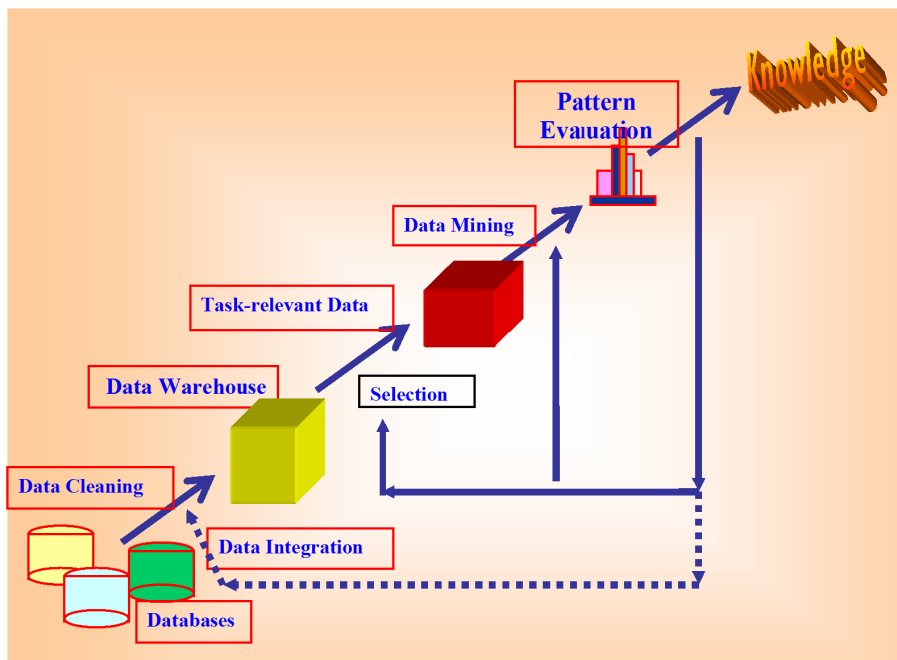 Knowledge
Pattern
Evaluation
Data Mining
Task-relevant Data
Data Warehouse
Selection
Data Cleaning
Data Integration
Databases